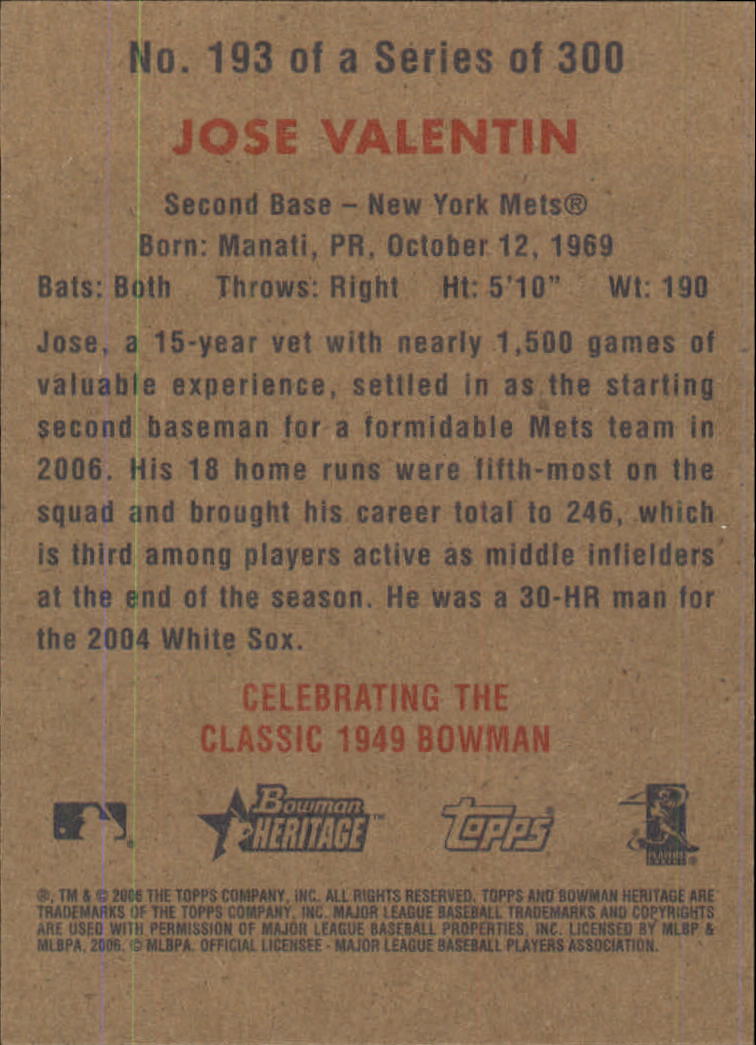 No. 193 of a Series of 300
JOSE VALENTIN
Second Base – New York Mets®
Born: Manati, PR, October 12, 1969
Bats: Both Throws: Right Ht: 5'10" Wt: 190
Jose, a 15-year vet with nearly 1,500 games of
valuable experience, settled in as the starting
second baseman for a formidable Mets team in
2006. His 18 home runs were fifth-most on the
squad and brought his career total to 246, which
is third among players active as middle infielders
at the end of the season. He was a 30-HR man for
the 2004 White Sox.
CELEBRATING THE
CLASSIC 1949 BOWMAN
Bowman
HERITAGE™
Topps®
PLAYERS
®, TM & © 2006 THE TOPPS COMPANY, INC. ALL RIGHTS RESERVED. TOPPS AND BOWMAN HERITAGE ARE
TRADEMARKS OF THE TOPPS COMPANY, INC. MAJOR LEAGUE BASEBALL TRADEMARKS AND COPYRIGHTS
ARE USED WITH PERMISSION OF MAJOR LEAGUE BASEBALL PROPERTIES, INC. LICENSED BY MLBP &
MLBPA, 2006. © MLBPA. OFFICIAL LICENSEE - MAJOR LEAGUE BASEBALL PLAYERS ASSOCIATION.